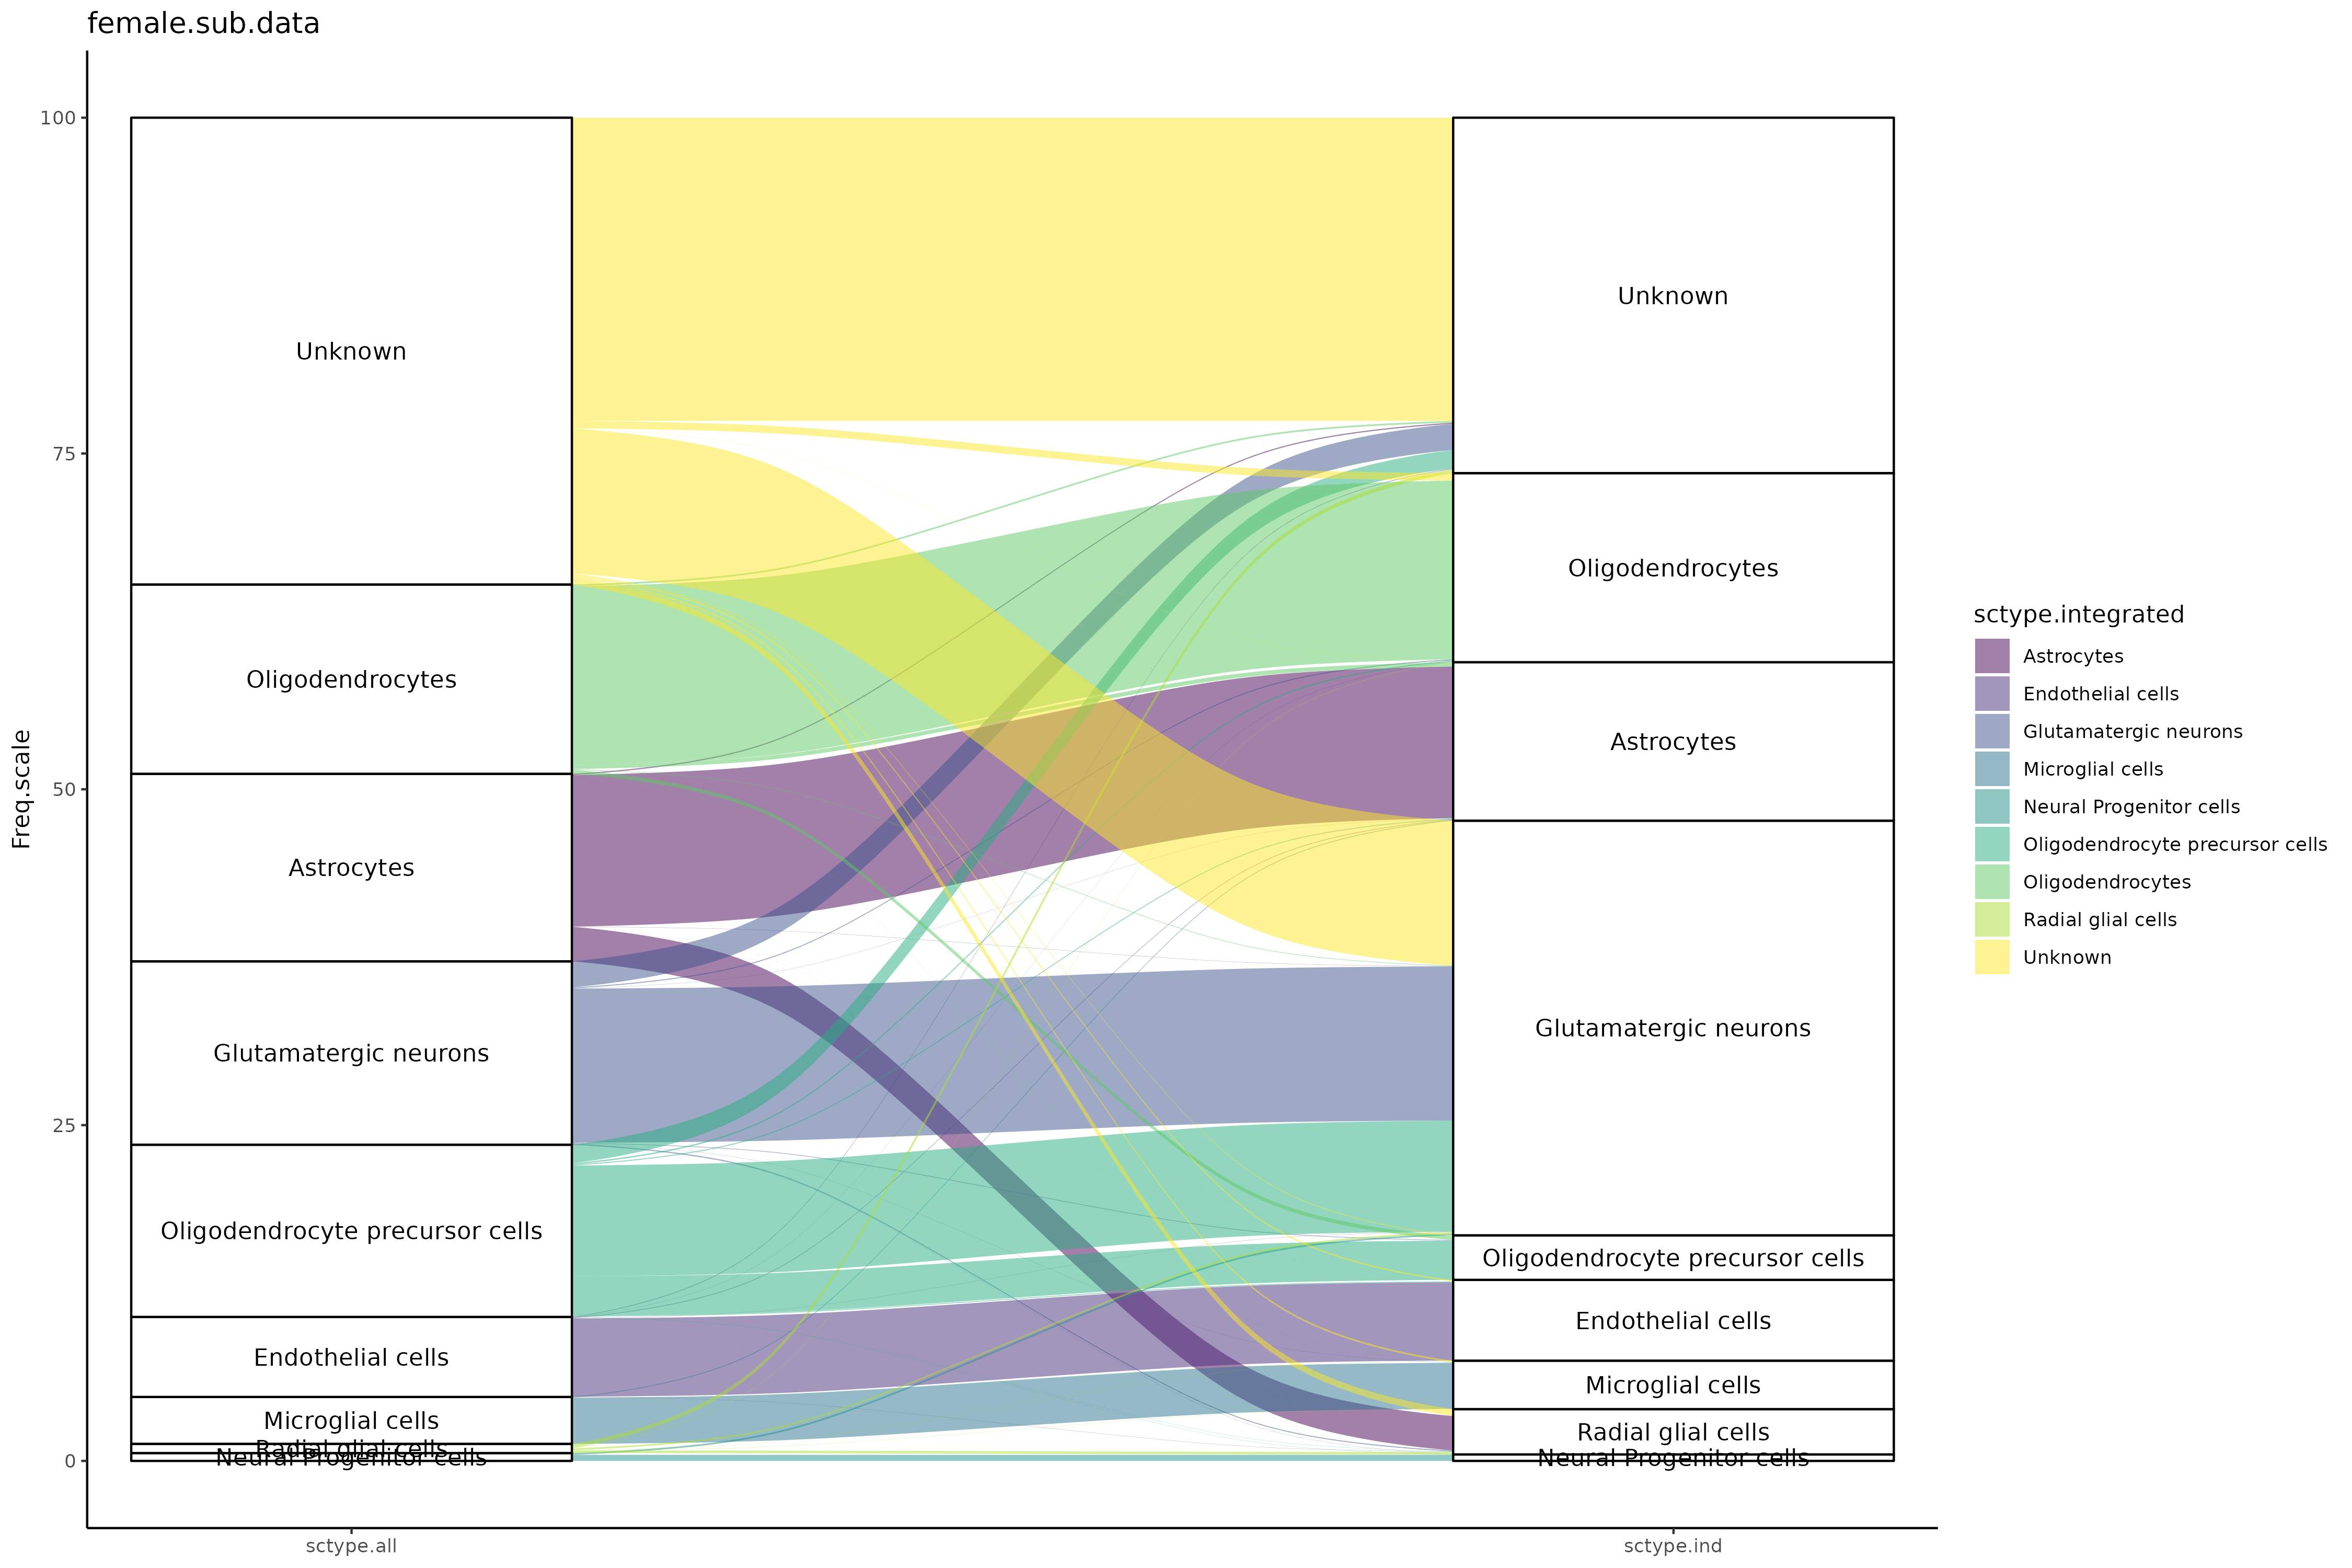 female.sub.data
Freq.scale
100
75
50
25
0
Unknown
Oligodendrocytes
Astrocytes
Glutamatergic neurons
Oligodendrocyte precursor cells
Endothelial cells
Microglial cells
Radial glial cells
Neural Progenitor cells
Unknown
Oligodendrocytes
Astrocytes
Glutamatergic neurons
Oligodendrocyte precursor cells
Endothelial cells
Microglial cells
Radial glial cells
Neural Progenitor cells
sctype.all
sctype.ind
sctype.integrated
Astrocytes
Endothelial cells
Glutamatergic neurons
Microglial cells
Neural Progenitor cells
Oligodendrocyte precursor cells
Oligodendrocytes
Radial glial cells
Unknown